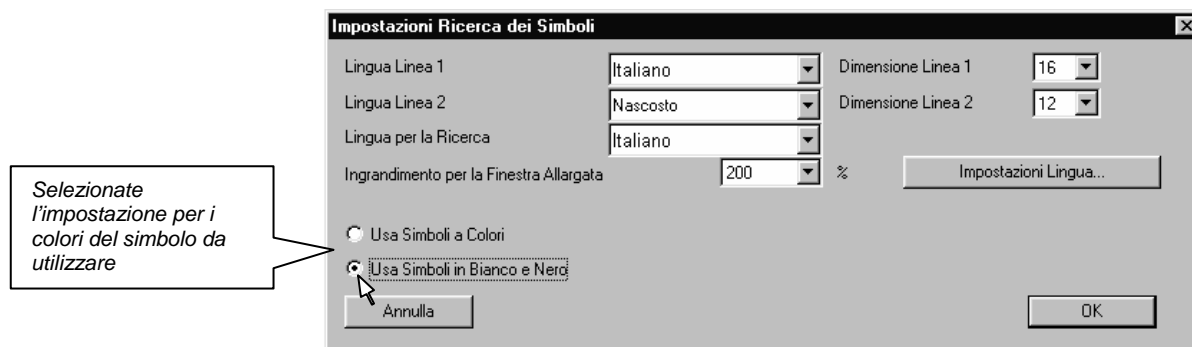 Impostazioni Ricerca dei Simboli
Lingua Linea 1
Italiano
Dimensione Linea 1
16
Lingua Linea 2
Nascosto
Dimensione Linea 2
12
Lingua per la Ricerca
Italiano
Ingrandimento per la Finestra Allargata
200
%
Impostazioni Lingua...
Selezionate
l'impostazione per i
colori del simbolo da
utilizzare
Usa Simboli a Colori
Usa Simboli in Bianco e Nero
Annulla
OK